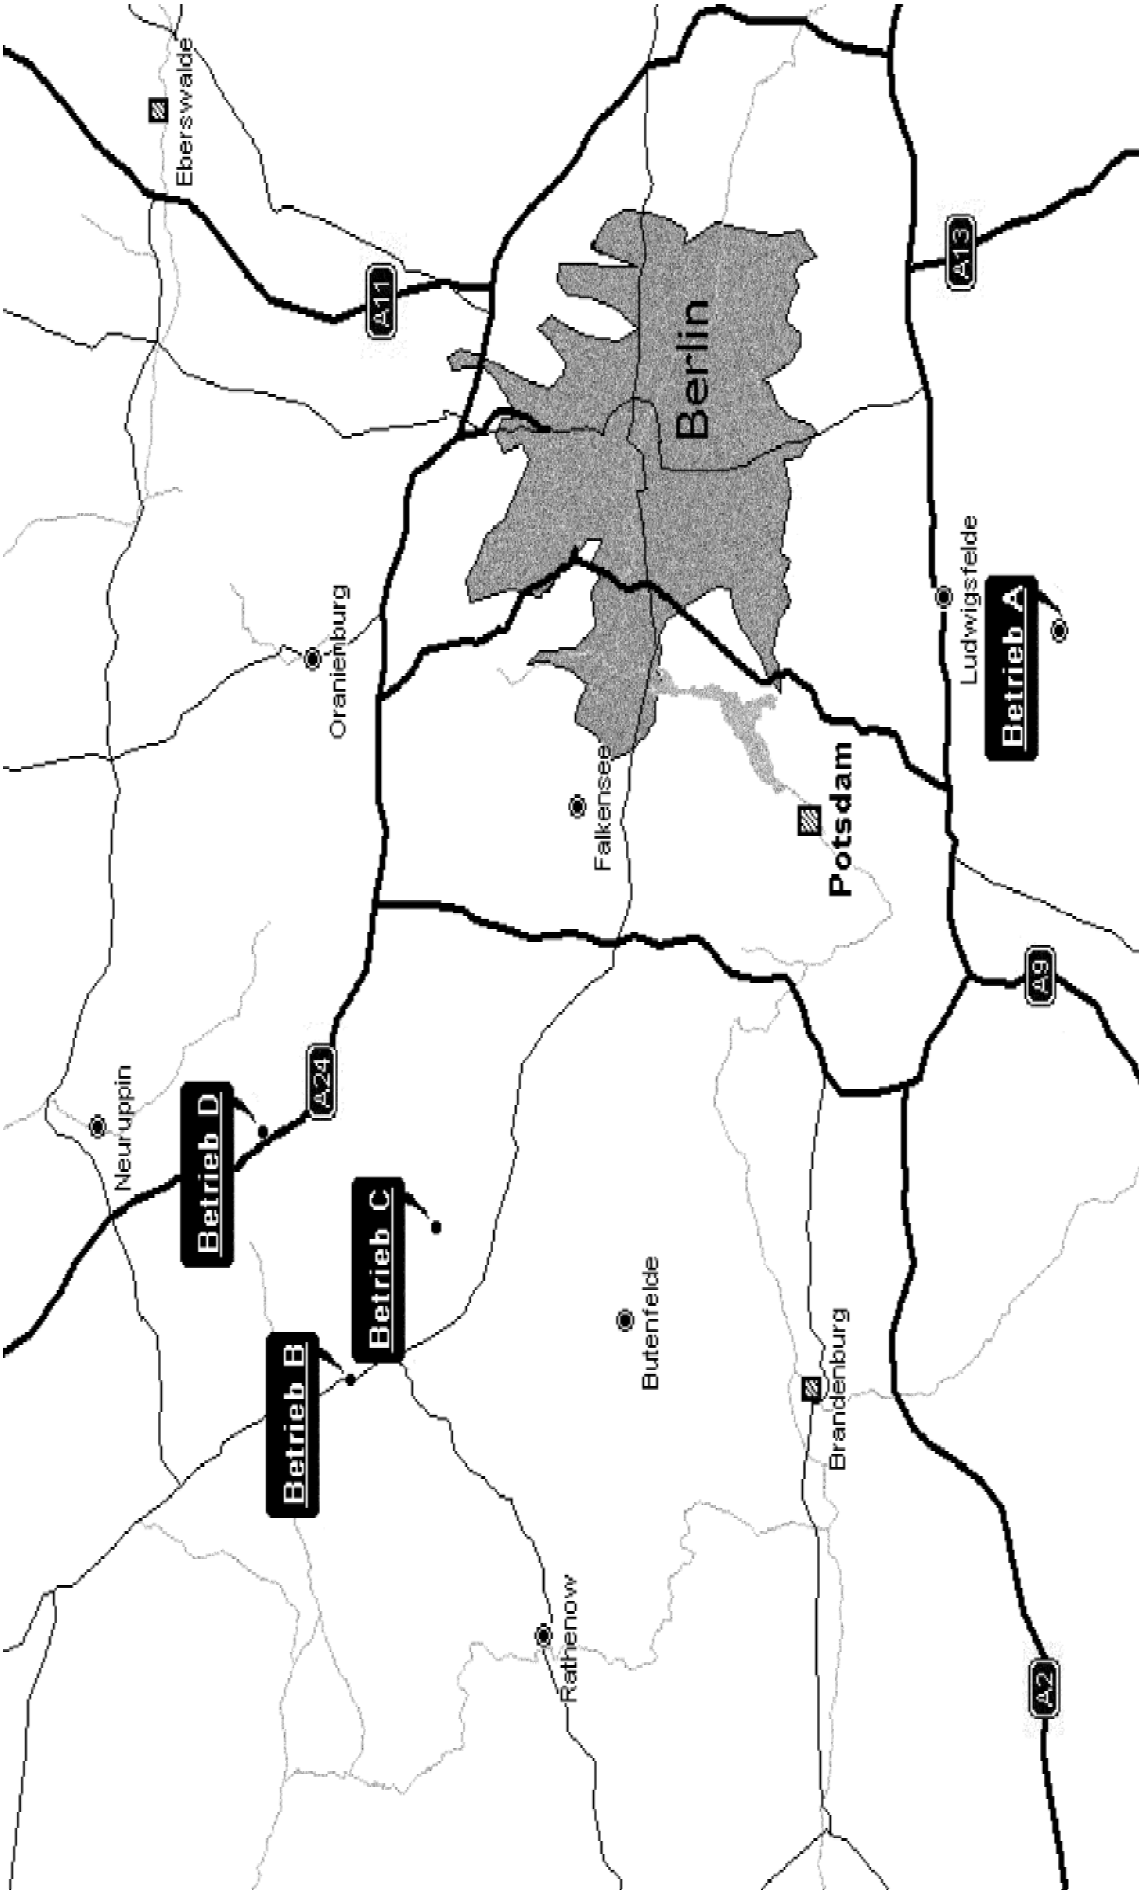 Neuruppin
Eberswalde
Betrieb D
A24
A11
Oranienburg
Betrieb B
Betrieb C
Rathenow
Butenfelde
Falkensee
Berlin
Brandenburg
Potsdam
Ludwigsfelde
A13
Betrieb A
A2
A9